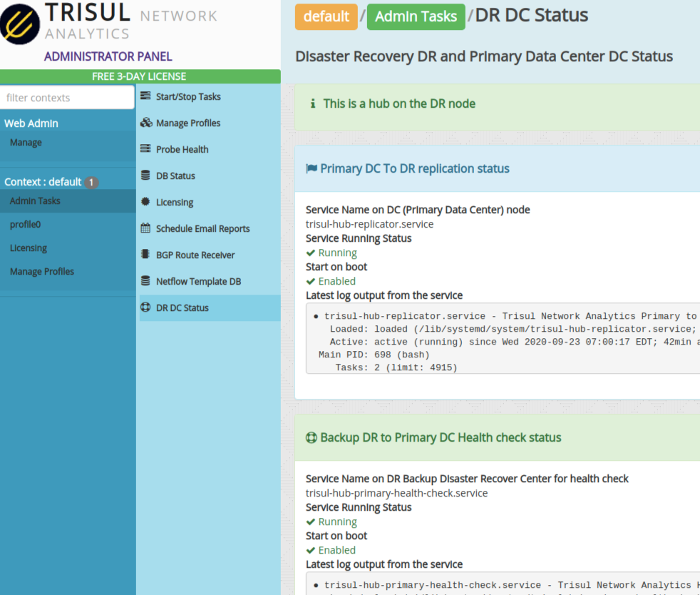 TRISUL NETWORK
ANALYTICS
ADMINISTRATOR PANEL
FREE 3-DAY LICENSE
filter contexts
Web Admin
Manage
Context : default 1
Admin Tasks
profile0
Licensing
Manage Profiles
Start/Stop Tasks
Manage Profiles
Probe Health
DB Status
Licensing
Schedule Email Reports
BGP Route Receiver
Netflow Template DB
DR DC Status
default / Admin Tasks / DR DC Status
Disaster Recovery DR and Primary Data Center DC Status
This is a hub on the DR node
Primary DC To DR replication status
Service Name on DC (Primary Data Center) node
trisul-hub-replicator.service
Service Running Status
Running
Start on boot
Enabled
Latest log output from the service
● trisul-hub-replicator.service - Trisul Network Analytics Primary to
Loaded: loaded (/lib/systemd/system/trisul-hub-replicator.service;
Active: active (running) since Wed 2020-09-23 07:00:17 EDT; 42min a
Main PID: 698 (bash)
Tasks: 2 (limit: 4915)
Backup DR to Primary DC Health check status
Service Name on DR Backup Disaster Recover Center for health check
trisul-hub-primary-health-check.service
Service Running Status
Running
Start on boot
Enabled
Latest log output from the service
● trisul-hub-primary-health-check.service - Trisul Network Analytics